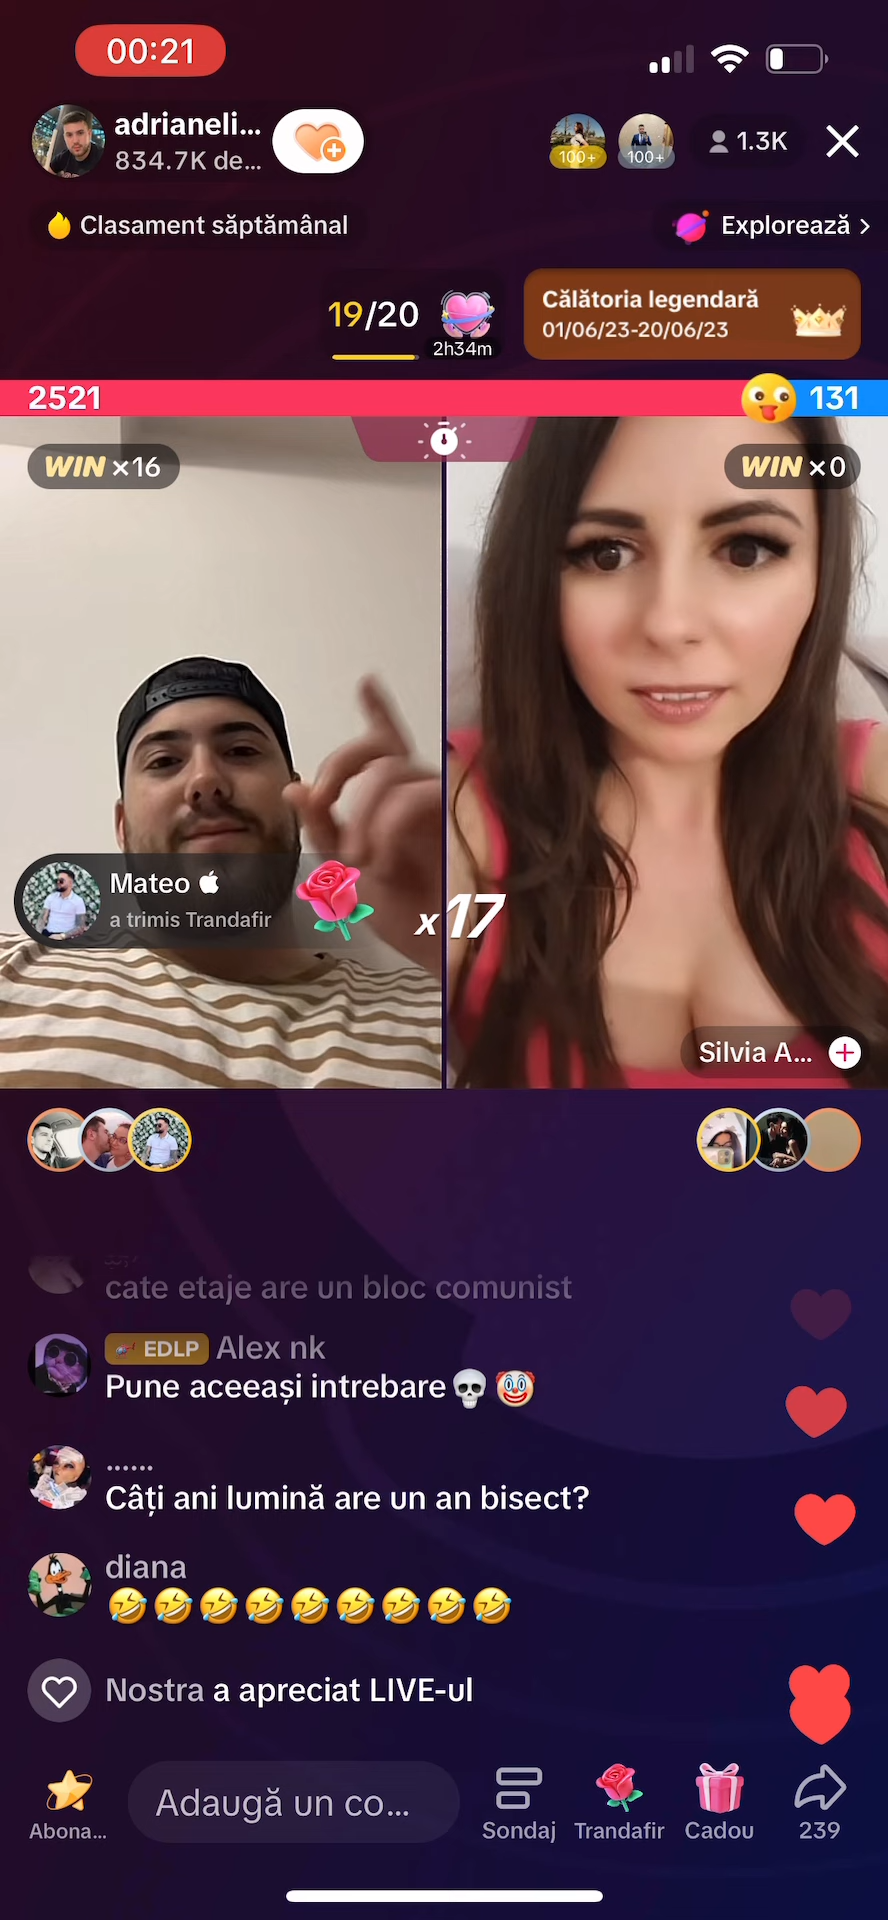 00:21
adrianeli...
834.7K de...
100+
100+
1.3K
Clasament săptămânal
Explorează >
19/20
2h34m
Călătoria legendară
01/06/23-20/06/23
2521
131
WIN ×16
WIN ×0
Mateo
a trimis Trandafir
x17
Silvia A...
cate etaje are un bloc comunist
EDLP Alex nk
Pune aceeași intrebare
......
Câți ani lumină are un an bisect?
diana
Nostra a apreciat LIVE-ul
Abona...
Adaugă un co...
Sondaj
Trandafir
Cadou
239